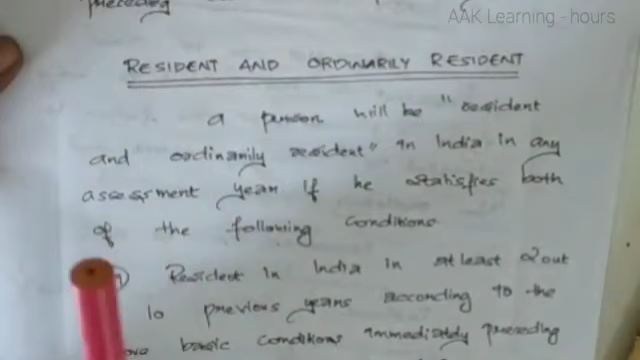 AAK Learning - hours
preceding
RESIDENT AND ORDINARILY RESIDENT
a person will be "resident
and ordinarily resident" in India in any
assessment year if he satisfies both
of the following conditions
Resident in India in atleast 2 out
10 previous years according to the
basic conditions immediately preceding